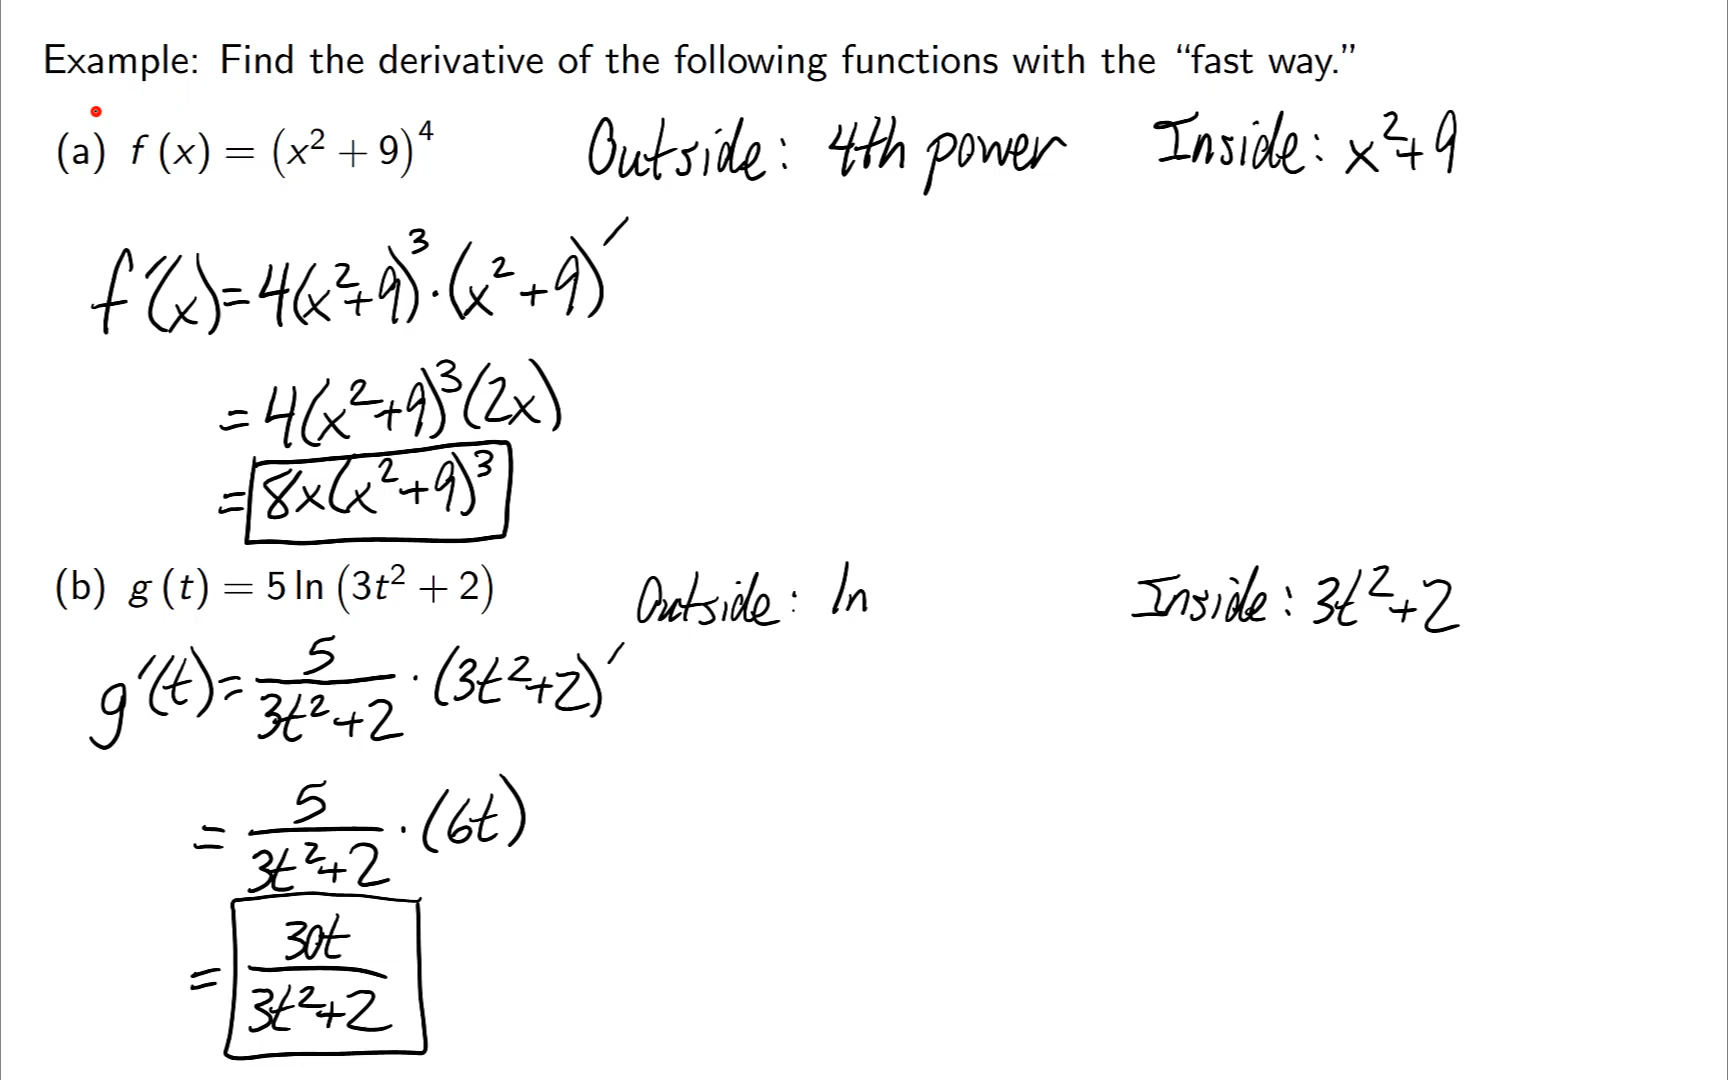 Example: Find the derivative of the following functions with the “fast way.”
(a) f (x) = (x² + 9)⁴ Outside: 4th power Inside: x²+9
f′(x) = 4(x²+9)³ · (x²+9)′
= 4(x²+9)³(2x)
= 8x(x²+9)³
(b) g (t) = 5 ln (3t² + 2) Outside: ln Inside: 3t²+2
g′(t) = 5/(3t²+2) · (3t²+2)′
= 5/(3t²+2) · (6t)
= 30t/(3t²+2)